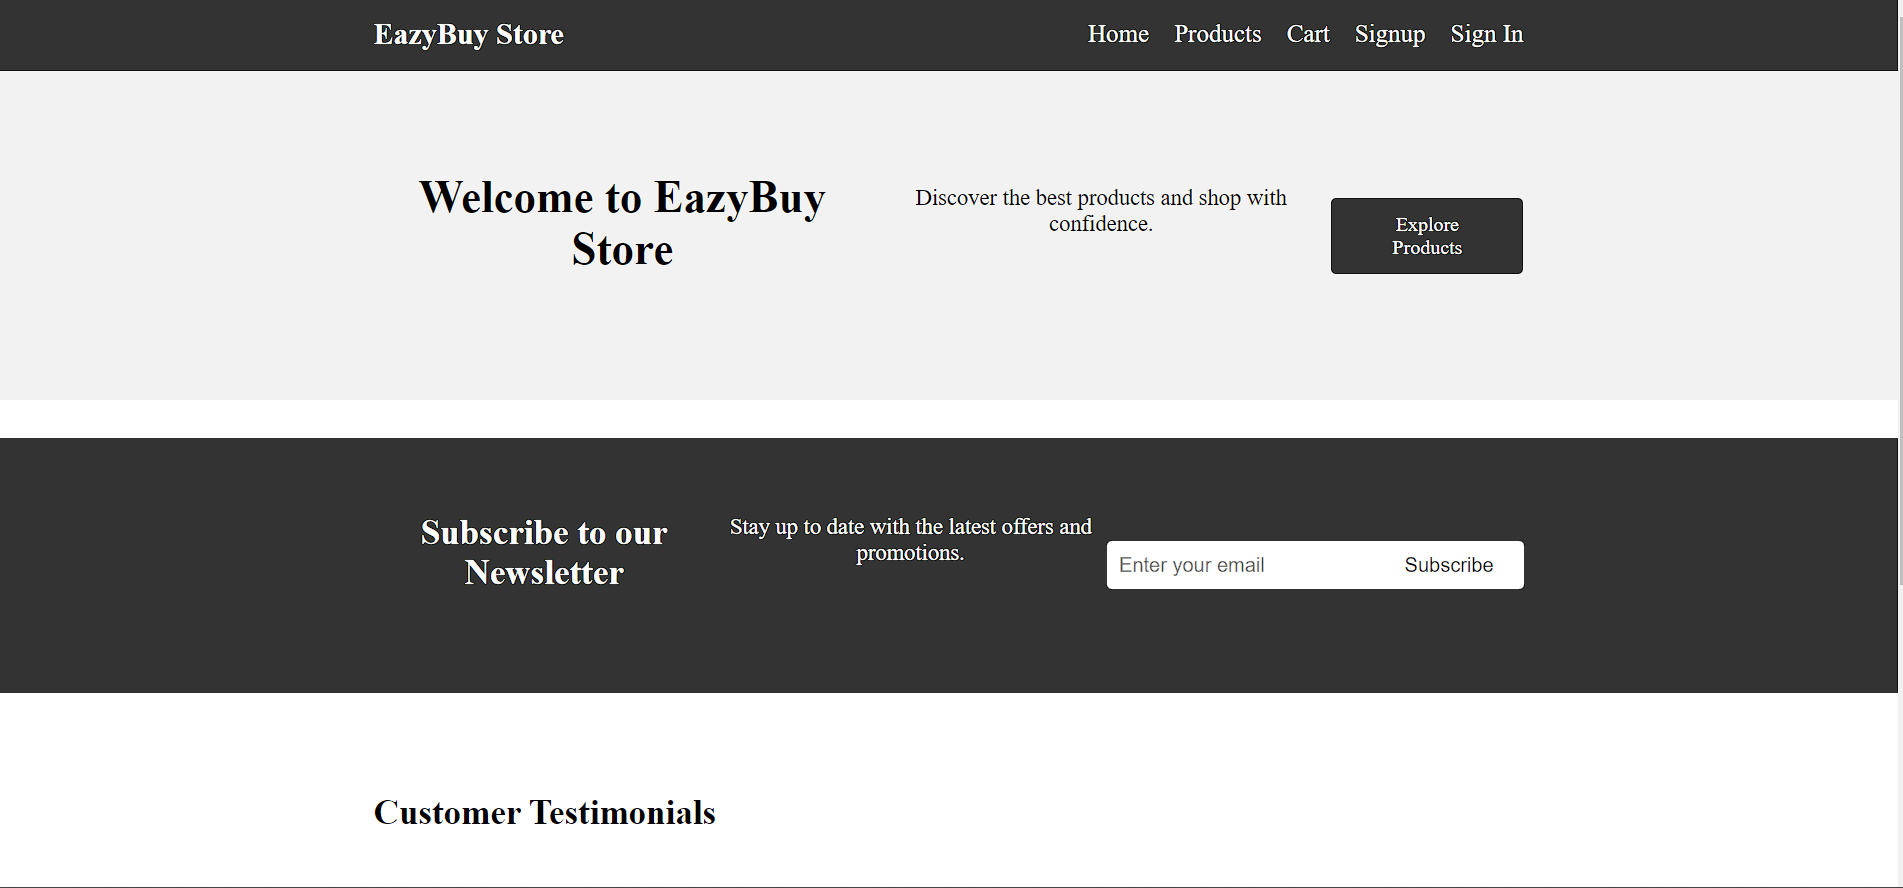 EazyBuy Store
Home Products Cart Signup Sign In
Welcome to EazyBuy
Store
Discover the best products and shop with
confidence.
Explore
Products
Subscribe to our
Newsletter
Stay up to date with the latest offers and
promotions.
Enter your email
Subscribe
Customer Testimonials